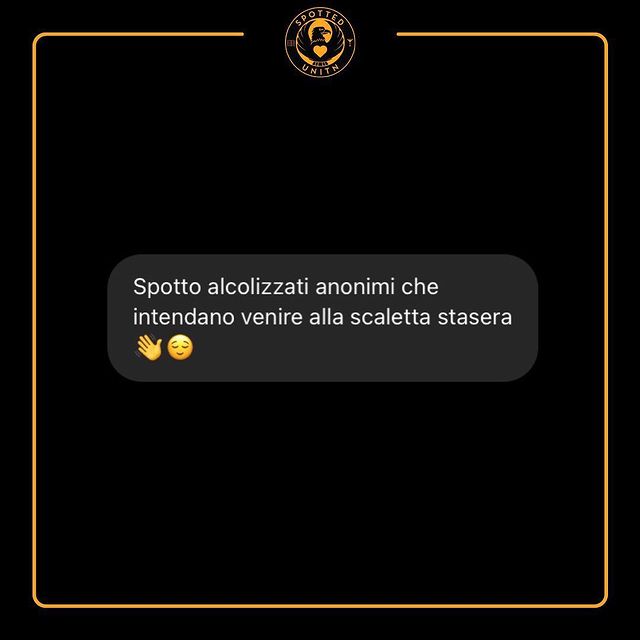 SPOTTED
UNITN
Spotto alcolizzati anonimi che
intendano venire alla scaletta stasera
👋😌